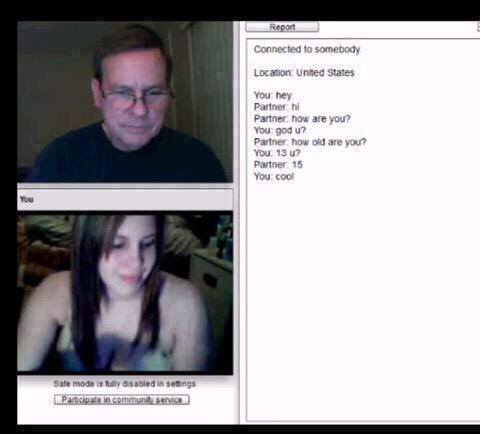 Report
Connected to somebody
Location: United States
You: hey
Partner: hi
Partner: how are you?
You: god u?
Partner: how old are you?
You: 13 u?
Partner: 15
You: cool
You
Safe mode is fully disabled in settings
Participate in community service